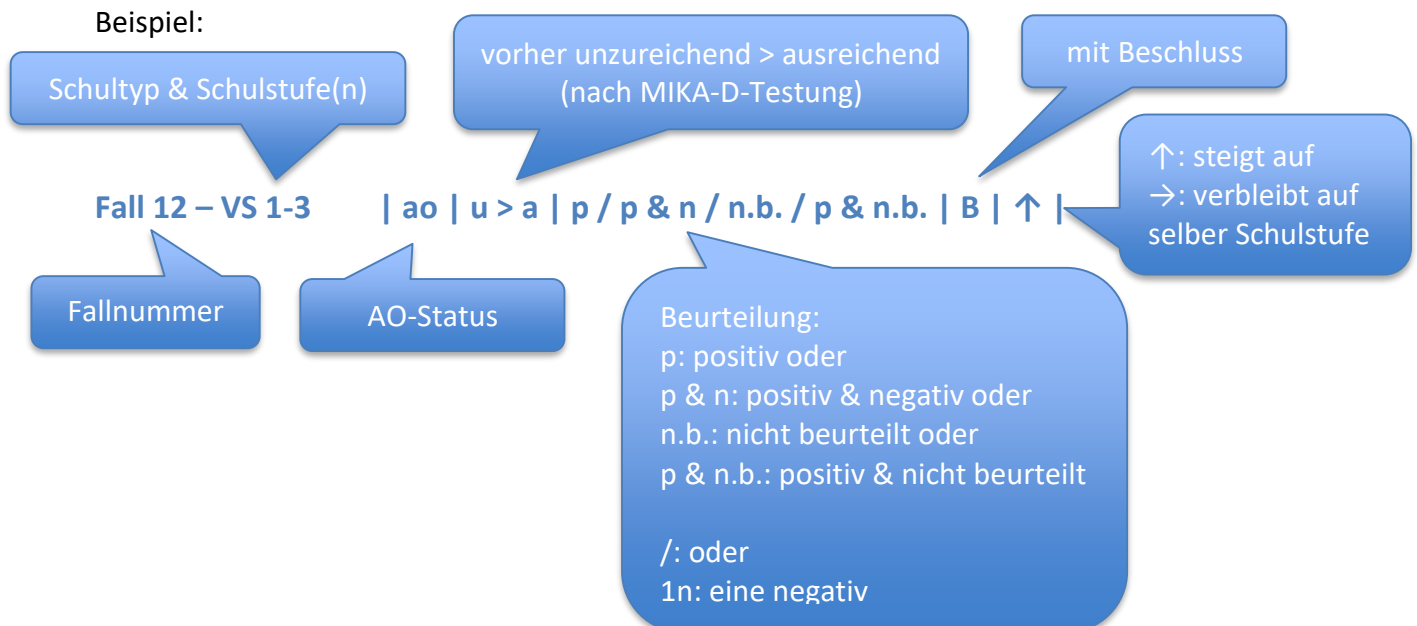 Beispiel:
Schultyp & Schulstufe(n)
vorher unzureichend > ausreichend
(nach MIKA-D-Testung)
mit Beschluss
↑: steigt auf
→: verbleibt auf
selber Schulstufe
Fall 12 – VS 1-3 | ao | u > a | p / p & n / n.b. / p & n.b. | B | ↑ |
Fallnummer
AO-Status
Beurteilung:
p: positiv oder
p & n: positiv & negativ oder
n.b.: nicht beurteilt oder
p & n.b.: positiv & nicht beurteilt
/: oder
1n: eine negativ